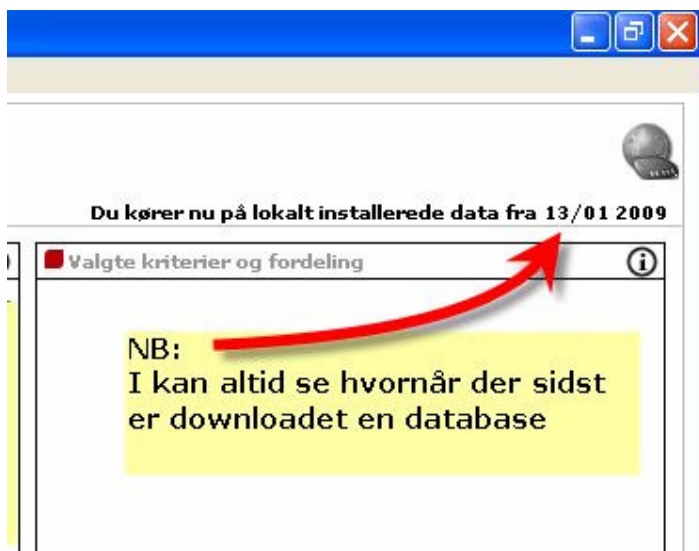 Du kører nu på lokalt installerede data fra 13/01 2009
Valgte kriterier og fordeling
NB:
I kan altid se hvornår der sidst
er downloadet en database